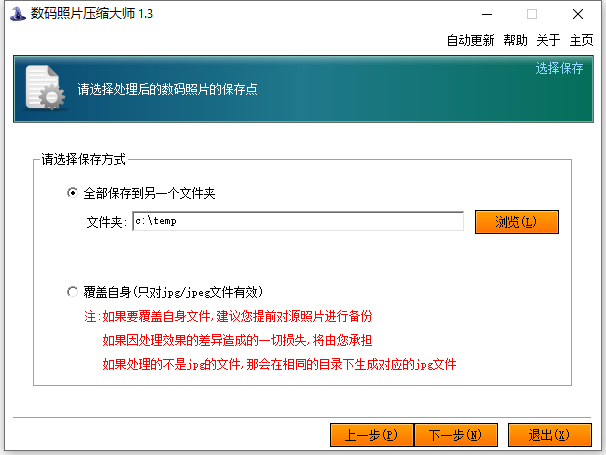 数码照片压缩大师 1.3
自动更新 帮助 关于 主页
选择保存
请选择处理后的数码照片的保存点
请选择保存方式
全部保存到另一个文件夹
文件夹: c:\temp 浏览(L)
覆盖自身(只对jpg/jpeg文件有效)
注:如果要覆盖自身文件,建议您提前对源照片进行备份
如果因处理效果的差异造成的一切损失,将由您承担
如果处理的不是jpg的文件,那会在相同的目录下生成对应的jpg文件
上一步(P) 下一步(N) 退出(X)